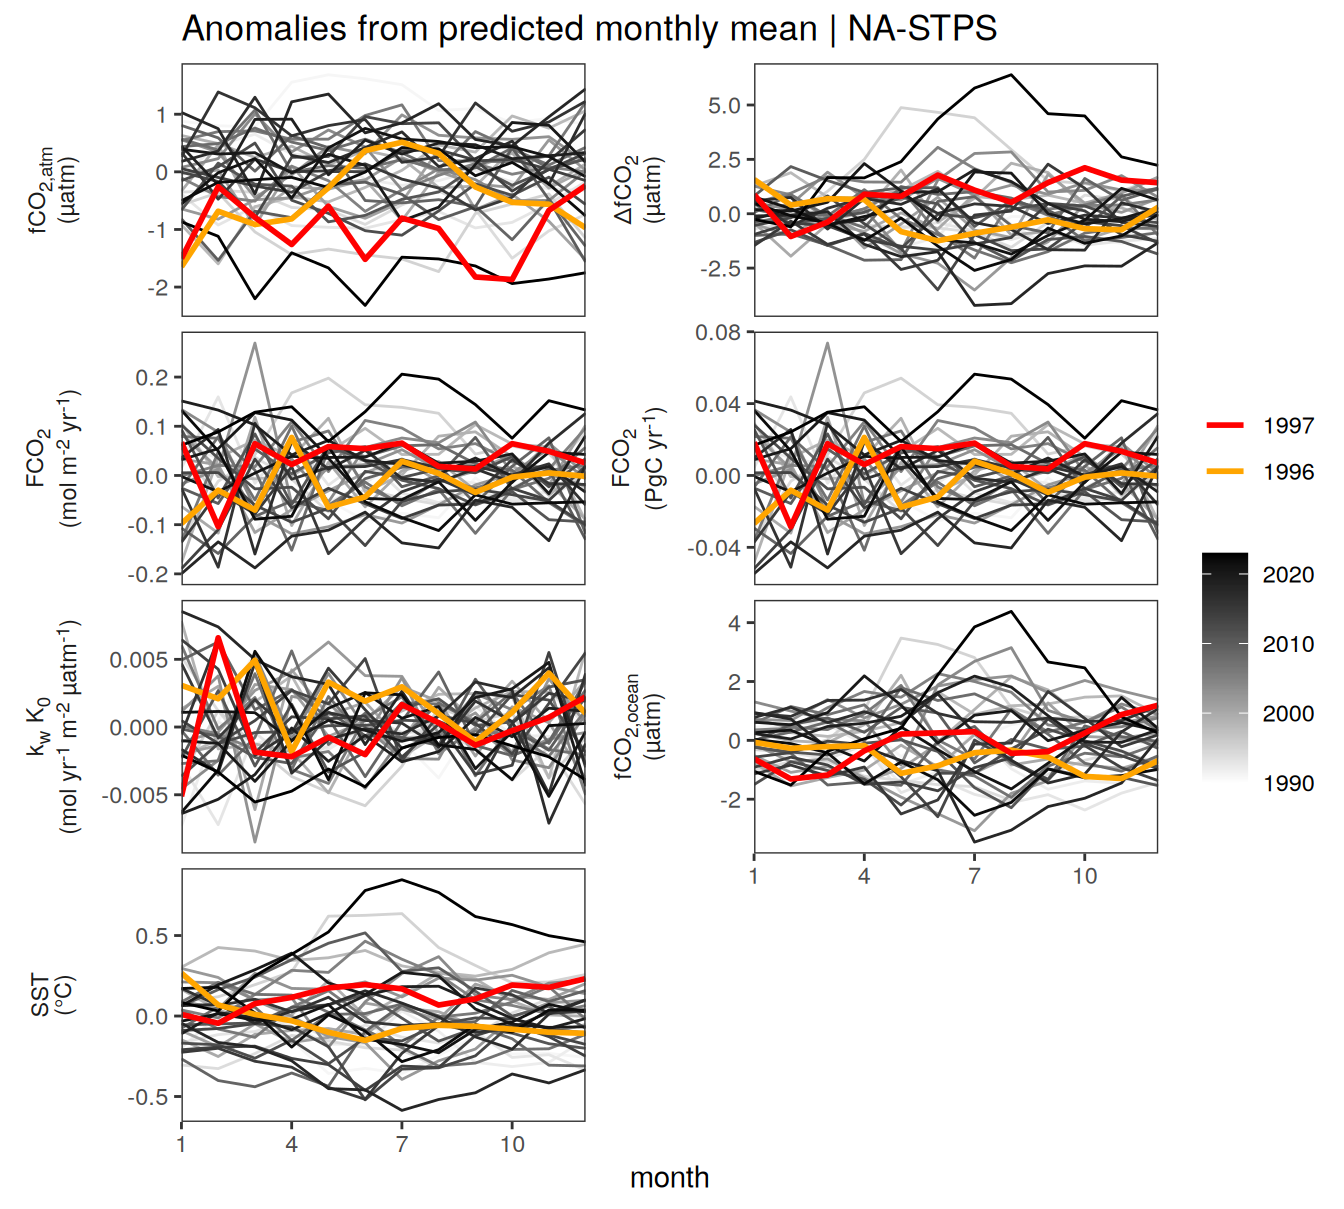 Anomalies from predicted monthly mean | NA-STPS
fCO2,atm
(µatm)
1
0
-1
-2
ΔfCO2
(µatm)
5.0
2.5
0.0
-2.5
FCO2
(mol m-2 yr-1)
0.2
0.1
0.0
-0.1
-0.2
FCO2
(PgC yr-1)
0.08
0.04
0.00
-0.04
kw K0
(mol yr-1 m-2 µatm-1)
0.005
0.000
-0.005
fCO2,ocean
(µatm)
4
2
0
-2
1 4 7 10
SST
(°C)
0.5
0.0
-0.5
1 4 7 10
month
1997
1996
2020
2010
2000
1990